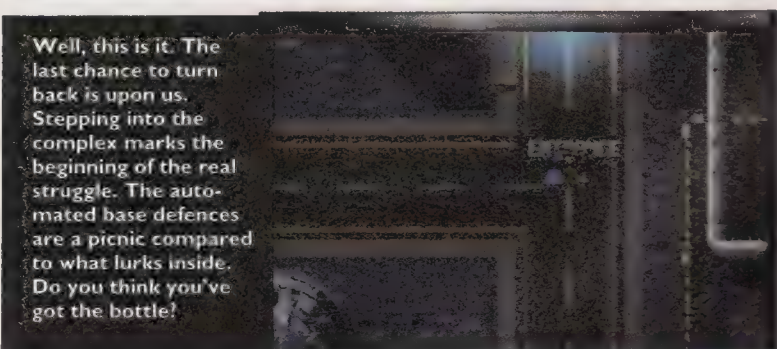 Well, this is it. The
last chance to turn
back is upon us.
Stepping into the
complex marks the
beginning of the real
struggle. The auto-
mated base defences
are a picnic compared
to what lurks inside.
Do you think you've
got the bottle?